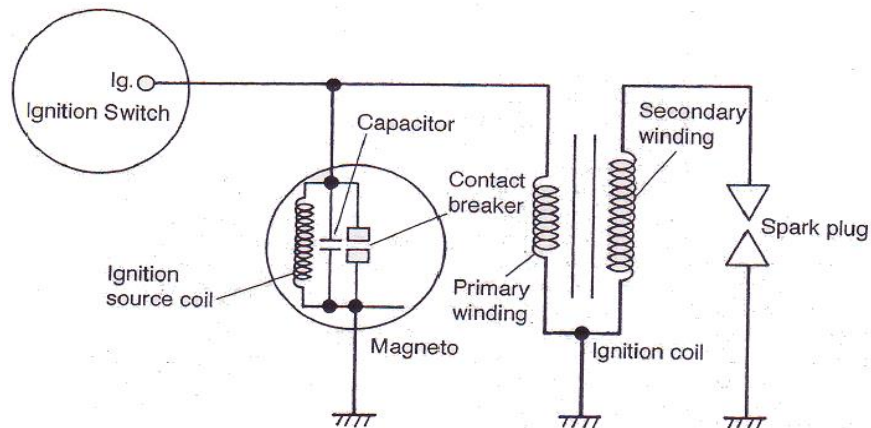 Ig.
Ignition Switch
Capacitor
Contact
breaker
Ignition
source coil
Magneto
Primary
winding
Secondary
winding
Ignition coil
Spark plug